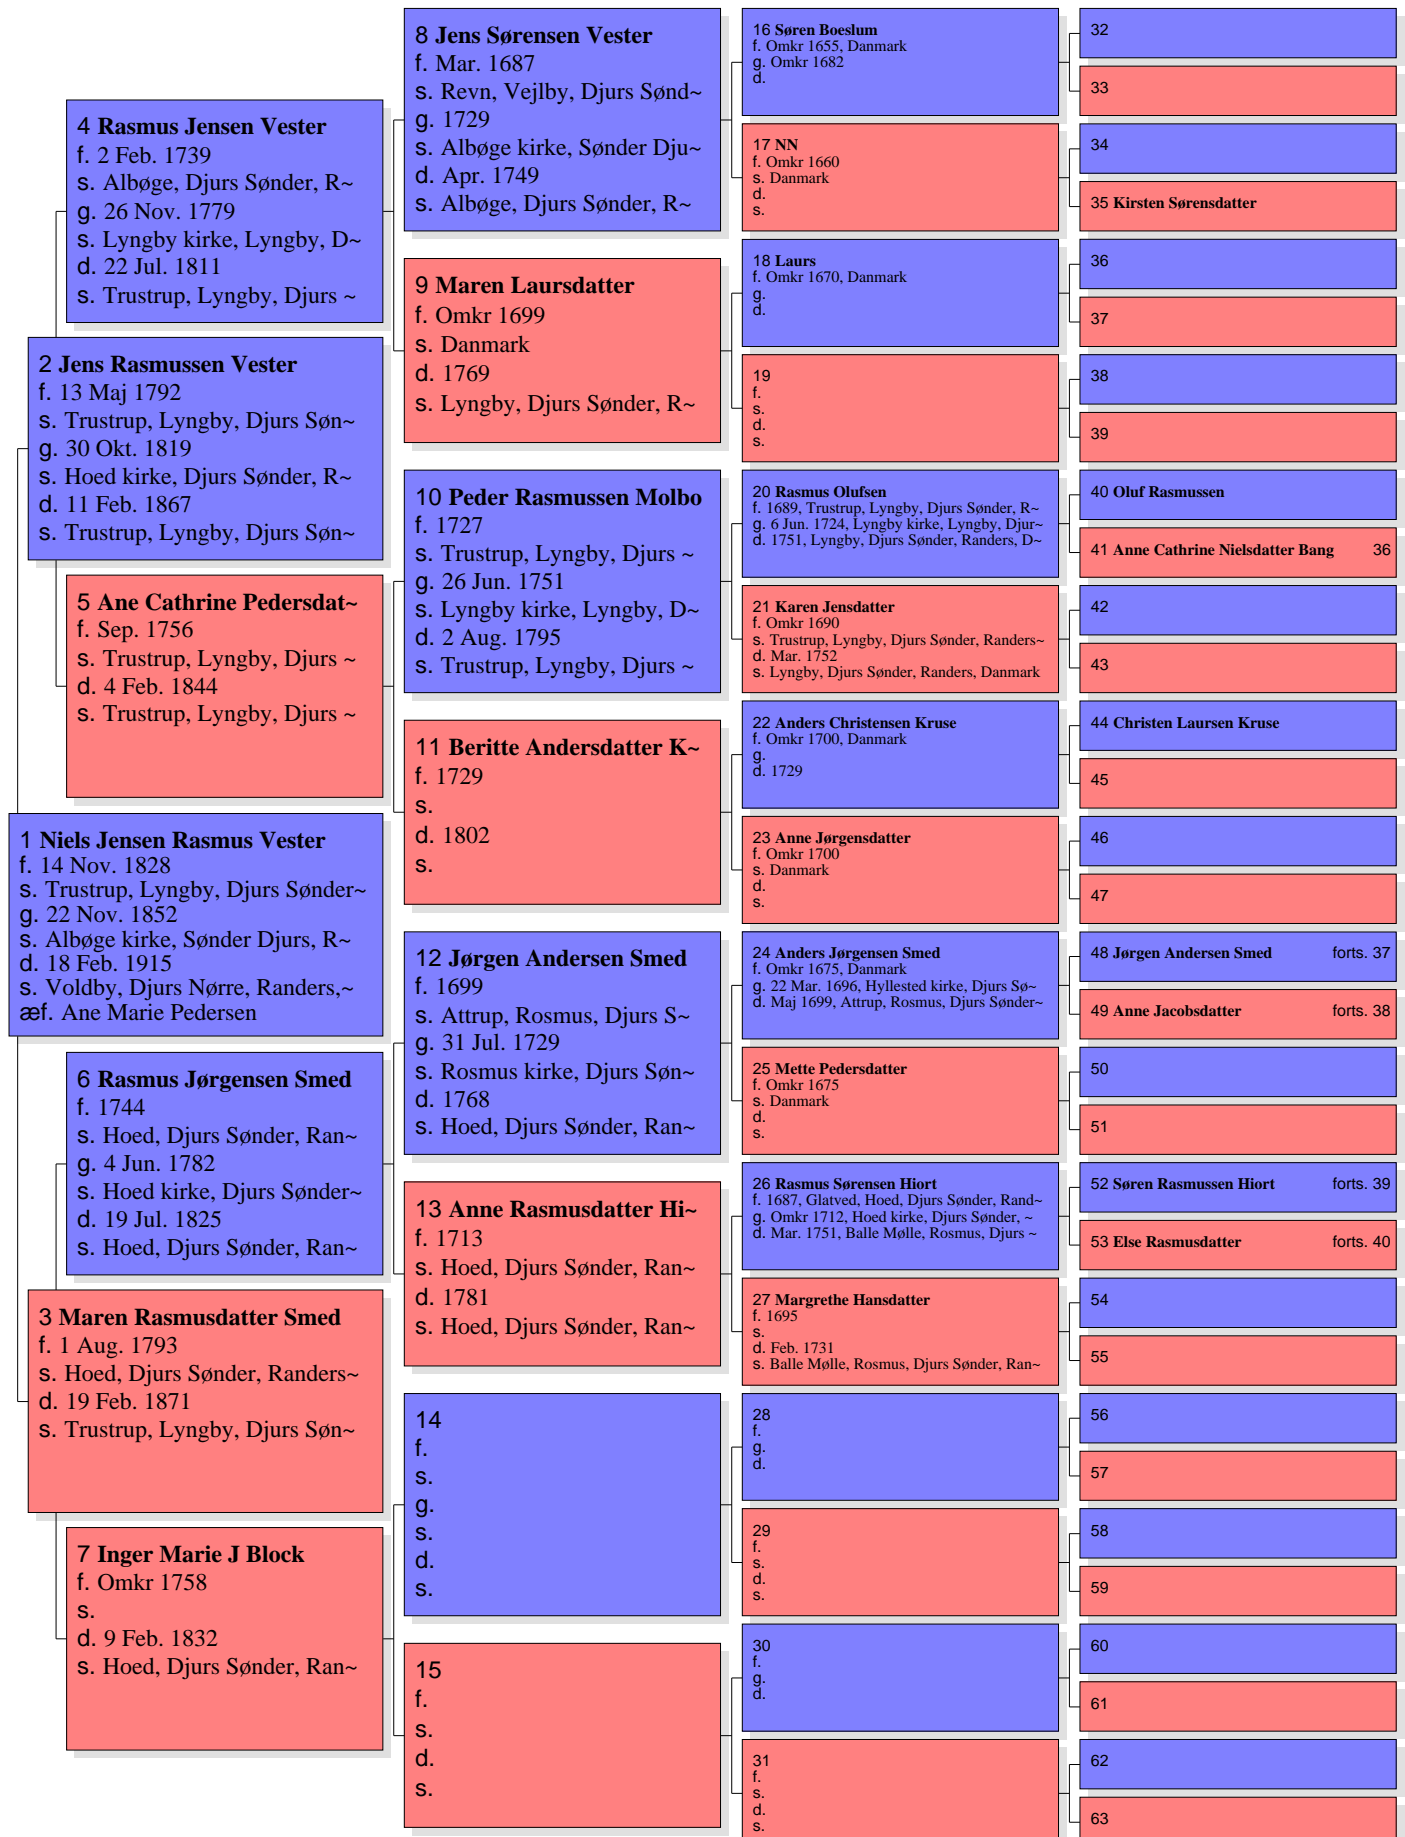 1 Niels Jensen Rasmus Vester
f. 14 Nov. 1828
s. Trustrup, Lyngby, Djurs Sønder~
g. 22 Nov. 1852
s. Albøge kirke, Sønder Djurs, R~
d. 18 Feb. 1915
s. Voldby, Djurs Nørre, Randers,~
æf. Ane Marie Pedersen
2 Jens Rasmussen Vester
f. 13 Maj 1792
s. Trustrup, Lyngby, Djurs Søn~
g. 30 Okt. 1819
s. Hoed kirke, Djurs Sønder, R~
d. 11 Feb. 1867
s. Trustrup, Lyngby, Djurs Søn~
3 Maren Rasmusdatter Smed
f. 1 Aug. 1793
s. Hoed, Djurs Sønder, Randers~
d. 19 Feb. 1871
s. Trustrup, Lyngby, Djurs Søn~
4 Rasmus Jensen Vester
f. 2 Feb. 1739
s. Albøge, Djurs Sønder, R~
g. 26 Nov. 1779
s. Lyngby kirke, Lyngby, D~
d. 22 Jul. 1811
s. Trustrup, Lyngby, Djurs ~
5 Ane Cathrine Pedersdat~
f. Sep. 1756
s. Trustrup, Lyngby, Djurs ~
d. 4 Feb. 1844
s. Trustrup, Lyngby, Djurs ~
6 Rasmus Jørgensen Smed
f. 1744
s. Hoed, Djurs Sønder, Ran~
g. 4 Jun. 1782
s. Hoed kirke, Djurs Sønder~
d. 19 Jul. 1825
s. Hoed, Djurs Sønder, Ran~
7 Inger Marie J Block
f. Omkr 1758
s.
d. 9 Feb. 1832
s. Hoed, Djurs Sønder, Ran~
8 Jens Sørensen Vester
f. Mar. 1687
s. Revn, Vejlby, Djurs Sønd~
g. 1729
s. Albøge kirke, Sønder Dju~
d. Apr. 1749
s. Albøge, Djurs Sønder, R~
9 Maren Laursdatter
f. Omkr 1699
s. Danmark
d. 1769
s. Lyngby, Djurs Sønder, R~
10 Peder Rasmussen Molbo
f. 1727
s. Trustrup, Lyngby, Djurs ~
g. 26 Jun. 1751
s. Lyngby kirke, Lyngby, D~
d. 2 Aug. 1795
s. Trustrup, Lyngby, Djurs ~
11 Beritte Andersdatter K~
f. 1729
s.
d. 1802
s.
12 Jørgen Andersen Smed
f. 1699
s. Attrup, Rosmus, Djurs S~
g. 31 Jul. 1729
s. Rosmus kirke, Djurs Søn~
d. 1768
s. Hoed, Djurs Sønder, Ran~
13 Anne Rasmusdatter Hi~
f. 1713
s. Hoed, Djurs Sønder, Ran~
d. 1781
s. Hoed, Djurs Sønder, Ran~
14
f.
s.
g.
s.
d.
s.
15
f.
s.
d.
s.
16 Søren Boeslum
f. Omkr 1655, Danmark
g. Omkr 1682
d.
17 NN
f. Omkr 1660
s. Danmark
d.
s.
18 Laurs
f. Omkr 1670, Danmark
g.
d.
19
f.
s.
d.
s.
20 Rasmus Olufsen
f. 1689, Trustrup, Lyngby, Djurs Sønder, R~
g. 6 Jun. 1724, Lyngby kirke, Lyngby, Djur~
d. 1751, Lyngby, Djurs Sønder, Randers, D~
21 Karen Jensdatter
f. Omkr 1690
s. Trustrup, Lyngby, Djurs Sønder, Randers~
d. Mar. 1752
s. Lyngby, Djurs Sønder, Randers, Danmark
22 Anders Christensen Kruse
f. Omkr 1700, Danmark
g.
d. 1729
23 Anne Jørgensdatter
f. Omkr 1700
s. Danmark
d.
s.
24 Anders Jørgensen Smed
f. Omkr 1675, Danmark
g. 22 Mar. 1696, Hyllested kirke, Djurs Sø~
d. Maj 1699, Attrup, Rosmus, Djurs Sønder~
25 Mette Pedersdatter
f. Omkr 1675
s. Danmark
d.
s.
26 Rasmus Sørensen Hiort
f. 1687, Glatved, Hoed, Djurs Sønder, Rand~
g. Omkr 1712, Hoed kirke, Djurs Sønder, ~
d. Mar. 1751, Balle Mølle, Rosmus, Djurs ~
27 Margrethe Hansdatter
f. 1695
s.
d. Feb. 1731
s. Balle Mølle, Rosmus, Djurs Sønder, Ran~
28
f.
g.
d.
29
f.
s.
d.
s.
30
f.
g.
d.
31
f.
s.
d.
s.
32
33
34
35 Kirsten Sørensdatter
36
37
38
39
40 Oluf Rasmussen
41 Anne Cathrine Nielsdatter Bang 36
42
43
44 Christen Laursen Kruse
45
46
47
48 Jørgen Andersen Smed forts. 37
49 Anne Jacobsdatter forts. 38
50
51
52 Søren Rasmussen Hiort forts. 39
53 Else Rasmusdatter forts. 40
54
55
56
57
58
59
60
61
62
63